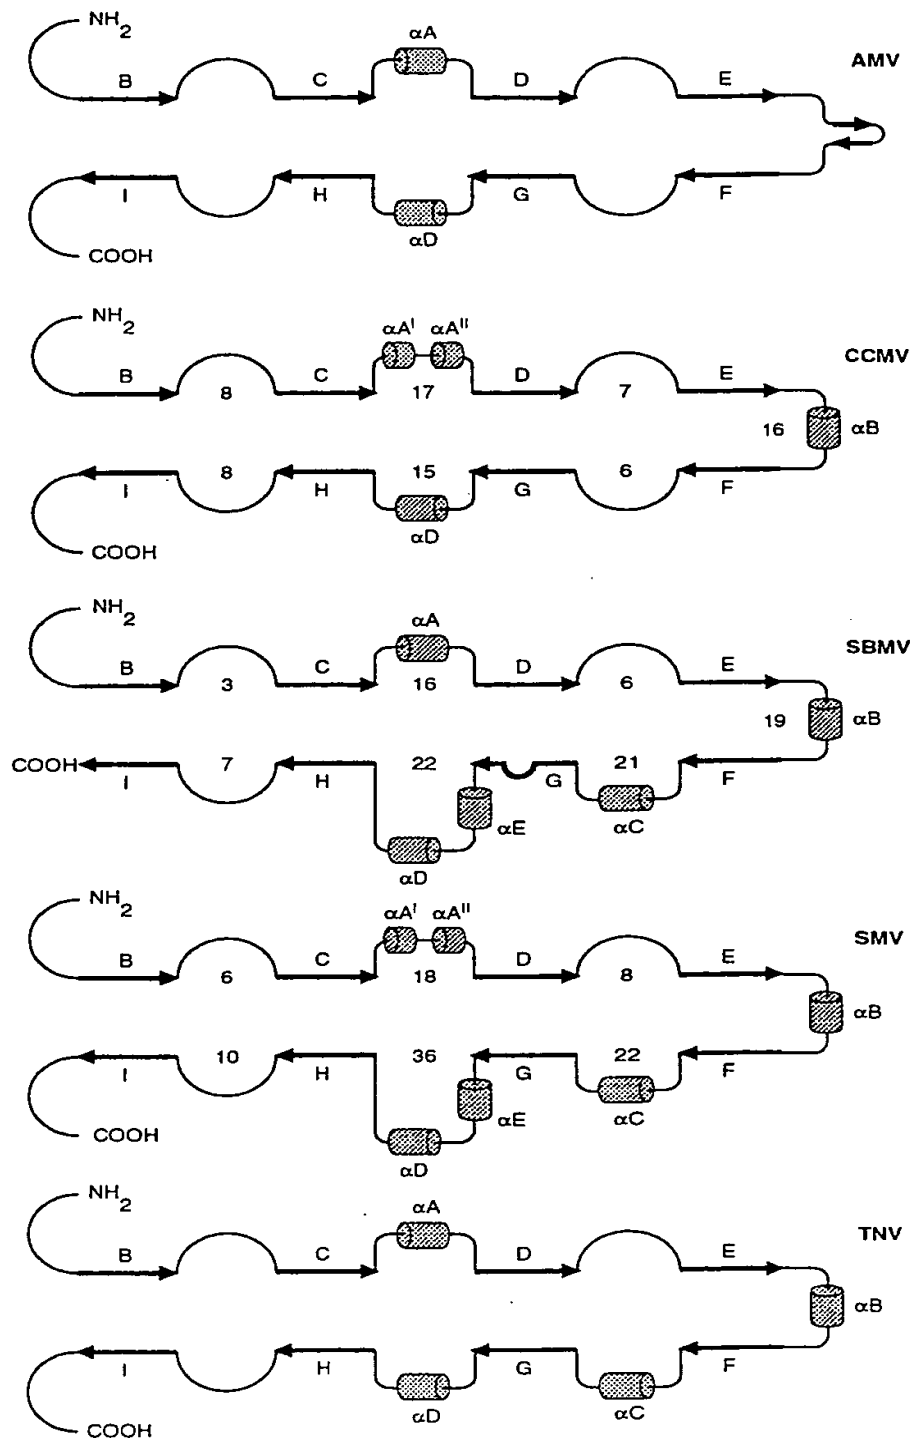 NH2
αA
AMV
B
C
D
E
I
H
G
F
αD
COOH
NH2
αA^I αA^II
CCMV
B
C
D
E
8
17
7
16 αB
8
15
6
I
H
G
F
αD
COOH
NH2
αA
SBMV
B
C
D
E
3
16
6
19 αB
COOH
7
22
21
I
H
G
F
αE
αC
αD
NH2
αA^I αA^II
SMV
B
C
D
E
6
18
8
αB
10
36
22
I
H
G
F
αE
αC
COOH
αD
NH2
αA
TNV
B
C
D
E
αB
I
H
G
F
αD
αC
COOH